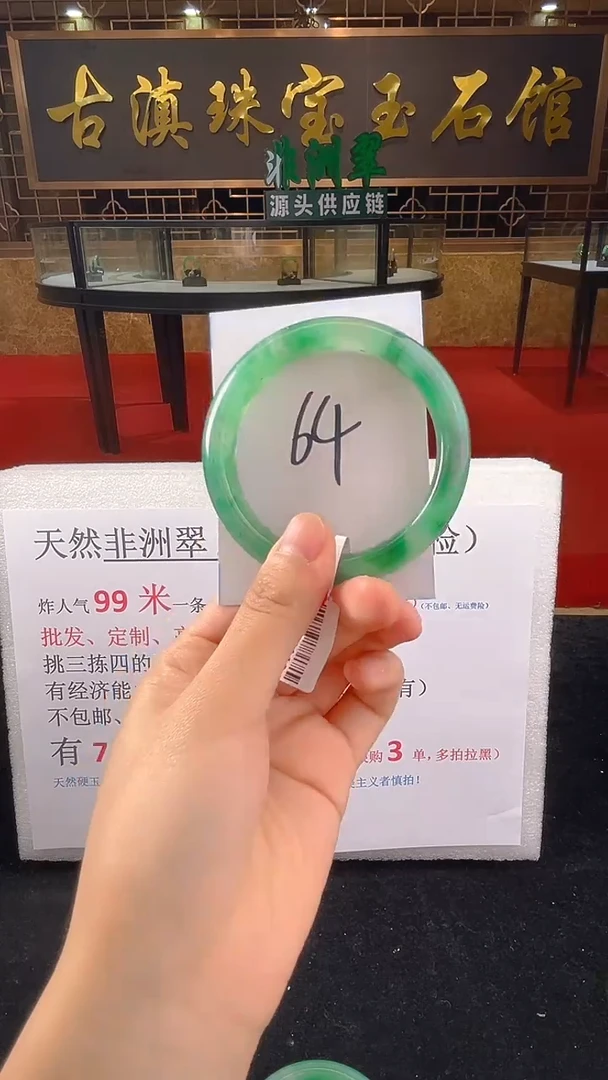 古滇珠宝玉石馆
非洲翠
源头供应链
64
天然非洲翠 险）
炸人气99 米一条 （不包邮，无运费险）
批发、定制、
挑三拣四的
有经济能 有）
不包邮、
有 7 购 3 单，多拍拉黑）
天然硬玉 主义者慎拍！